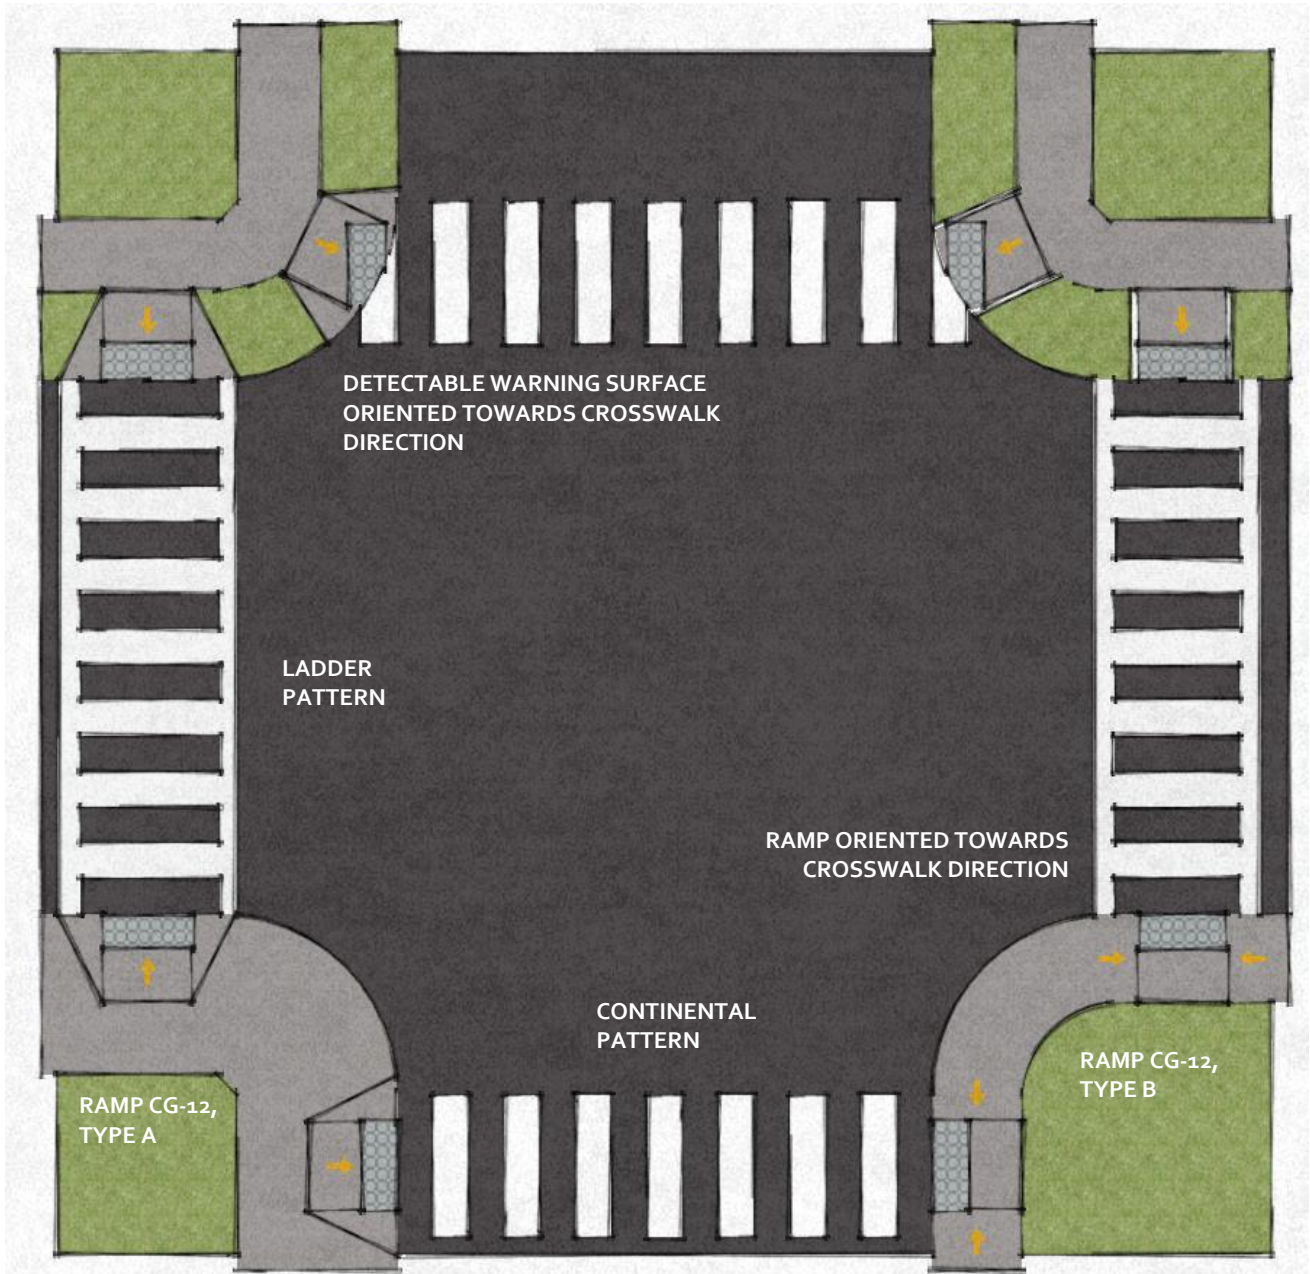 DETECTABLE WARNING SURFACE
ORIENTED TOWARDS CROSSWALK
DIRECTION
LADDER
PATTERN
RAMP ORIENTED TOWARDS
CROSSWALK DIRECTION
CONTINENTAL
PATTERN
RAMP CG-12,
TYPE B
RAMP CG-12,
TYPE A